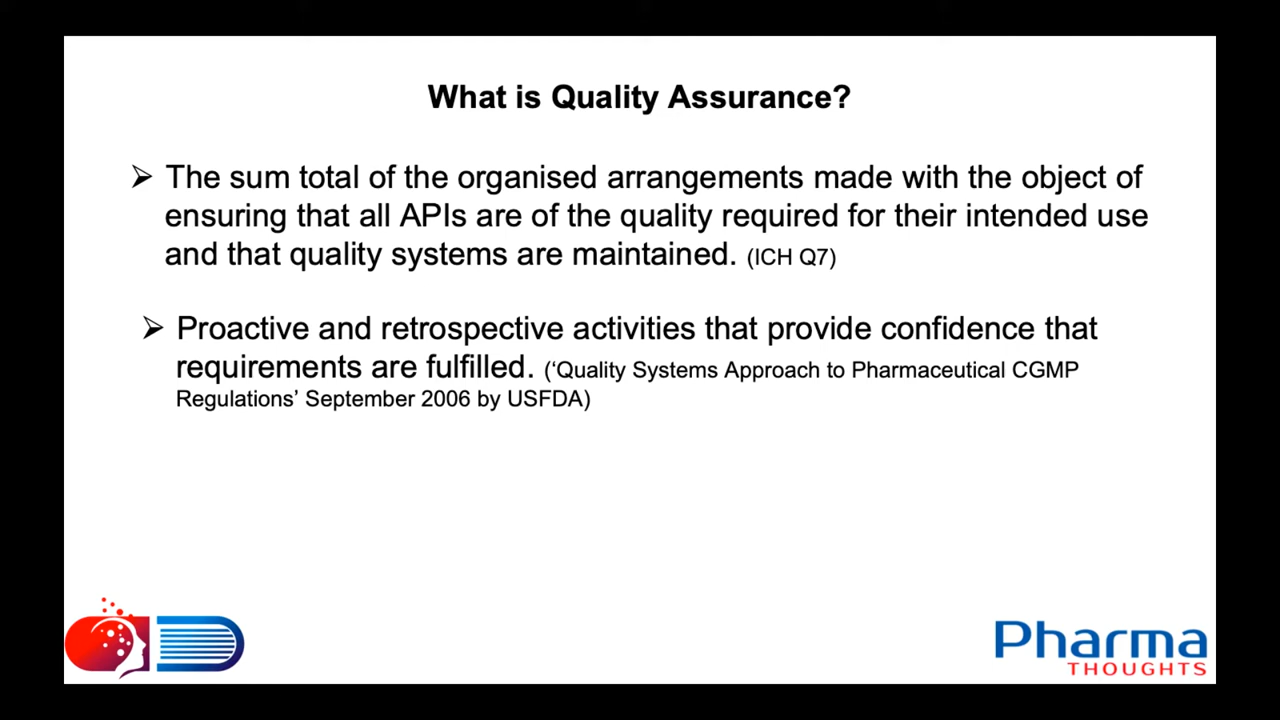 What is Quality Assurance?
➢ The sum total of the organised arrangements made with the object of
ensuring that all APIs are of the quality required for their intended use
and that quality systems are maintained. (ICH Q7)
➢ Proactive and retrospective activities that provide confidence that
requirements are fulfilled. (‘Quality Systems Approach to Pharmaceutical CGMP
Regulations’ September 2006 by USFDA)
Pharma
THOUGHTS